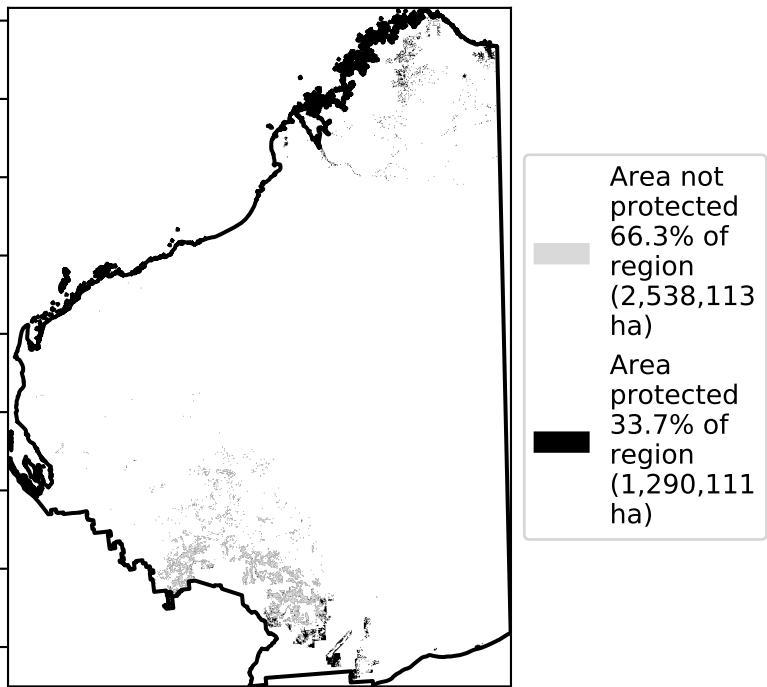 Area not
protected
66.3% of
region
(2,538,113
ha)
Area
protected
33.7% of
region
(1,290,111
ha)